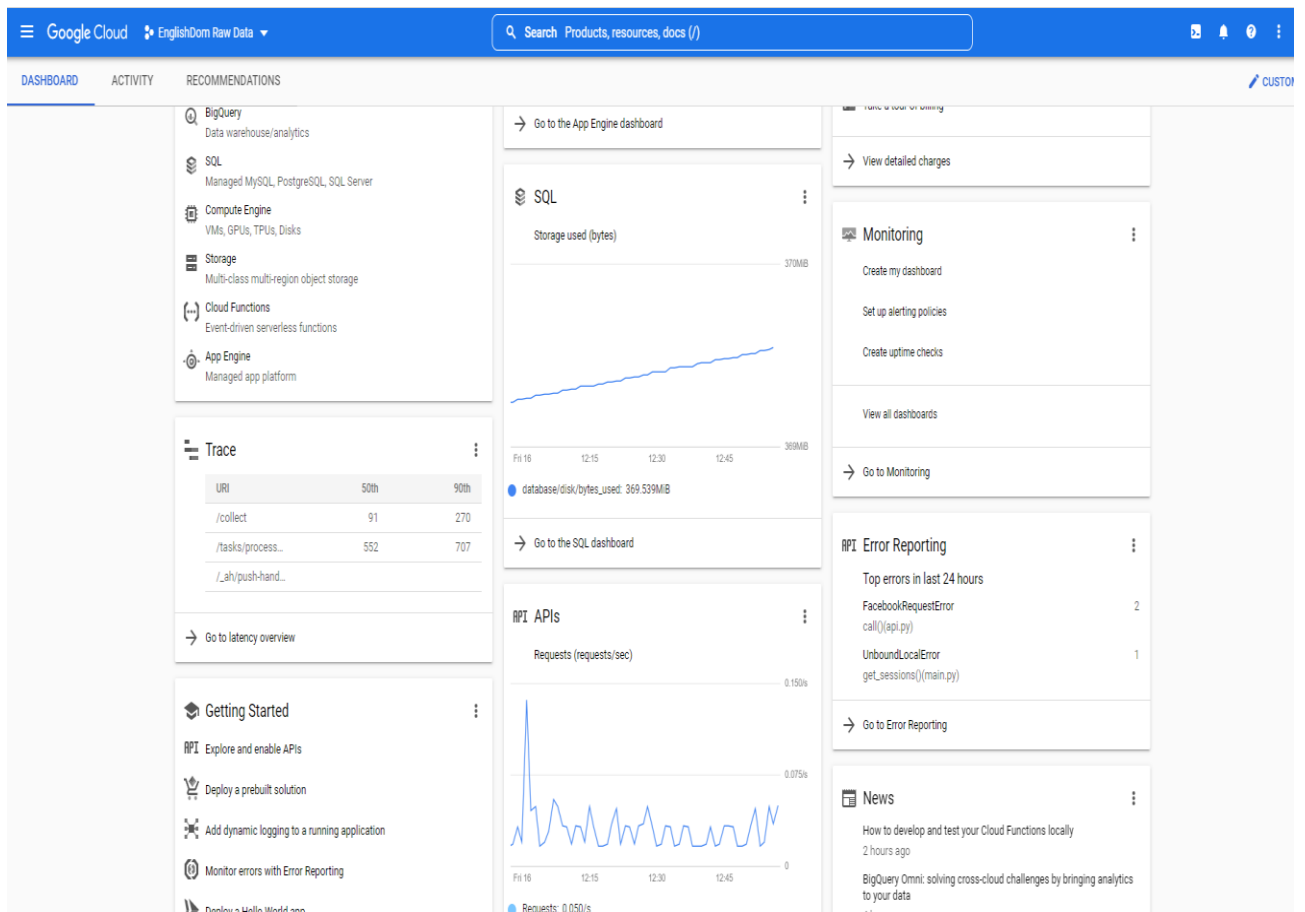 Google Cloud
EnglishDom Raw Data
Search Products, resources, docs (/)
DASHBOARD
ACTIVITY
RECOMMENDATIONS
BigQuery
Data warehouse/analytics
SQL
Managed MySQL, PostgreSQL, SQL Server
Compute Engine
VMs, GPUs, TPUs, Disks
Storage
Multi-class multi-region object storage
Cloud Functions
Event-driven serverless functions
App Engine
Managed app platform
Trace
URI 50th 90th
/collect 91 270
/tasks/process... 552 707
/_ah/push-hand...
Go to latency overview
Getting Started
API Explore and enable APIs
Deploy a prebuilt solution
Add dynamic logging to a running application
Monitor errors with Error Reporting
Deploy a Hello World app
Go to the App Engine dashboard
SQL
Storage used (bytes)
370MiB
369MiB
Fri 16 12:15 12:30 12:45
database/disk/bytes_used: 369.539MiB
Go to the SQL dashboard
API APIs
Requests (requests/sec)
0.150/s
0.075/s
0
Fri 16 12:15 12:30 12:45
Requests: 0.050/s
Take a tour of billing
View detailed charges
Monitoring
Create my dashboard
Set up alerting policies
Create uptime checks
View all dashboards
Go to Monitoring
API Error Reporting
Top errors in last 24 hours
FacebookRequestError 2
call()(api.py)
UnboundLocalError 1
get_sessions()(main.py)
Go to Error Reporting
News
How to develop and test your Cloud Functions locally
2 hours ago
BigQuery Omni: solving cross-cloud challenges by bringing analytics
to your data